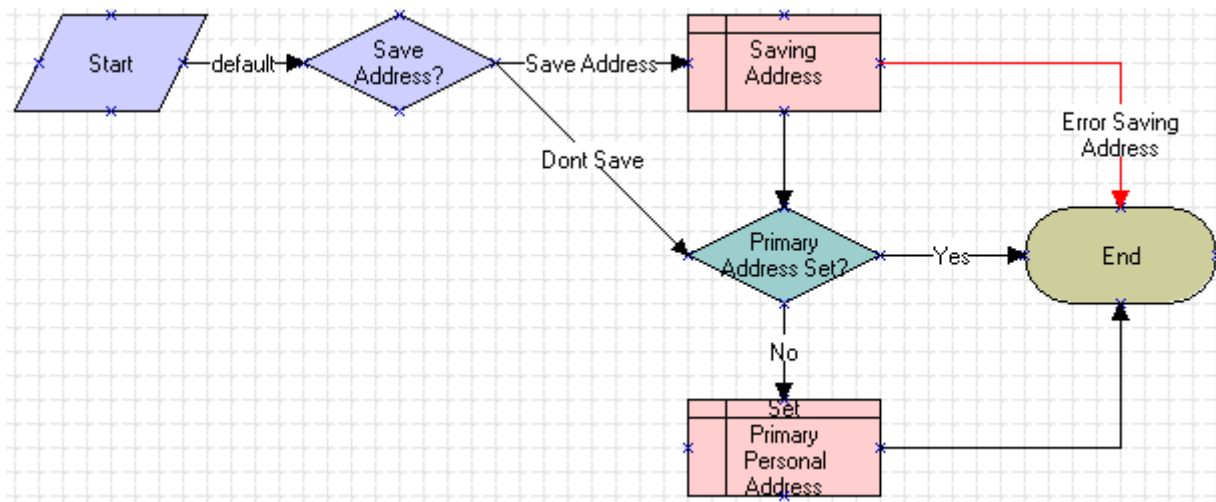 Start
default
Save
Address?
Save Address
Saving
Address
Dont Save
Error Saving
Address
Primary
Address Set?
Yes
End
No
Set
Primary
Personal
Address